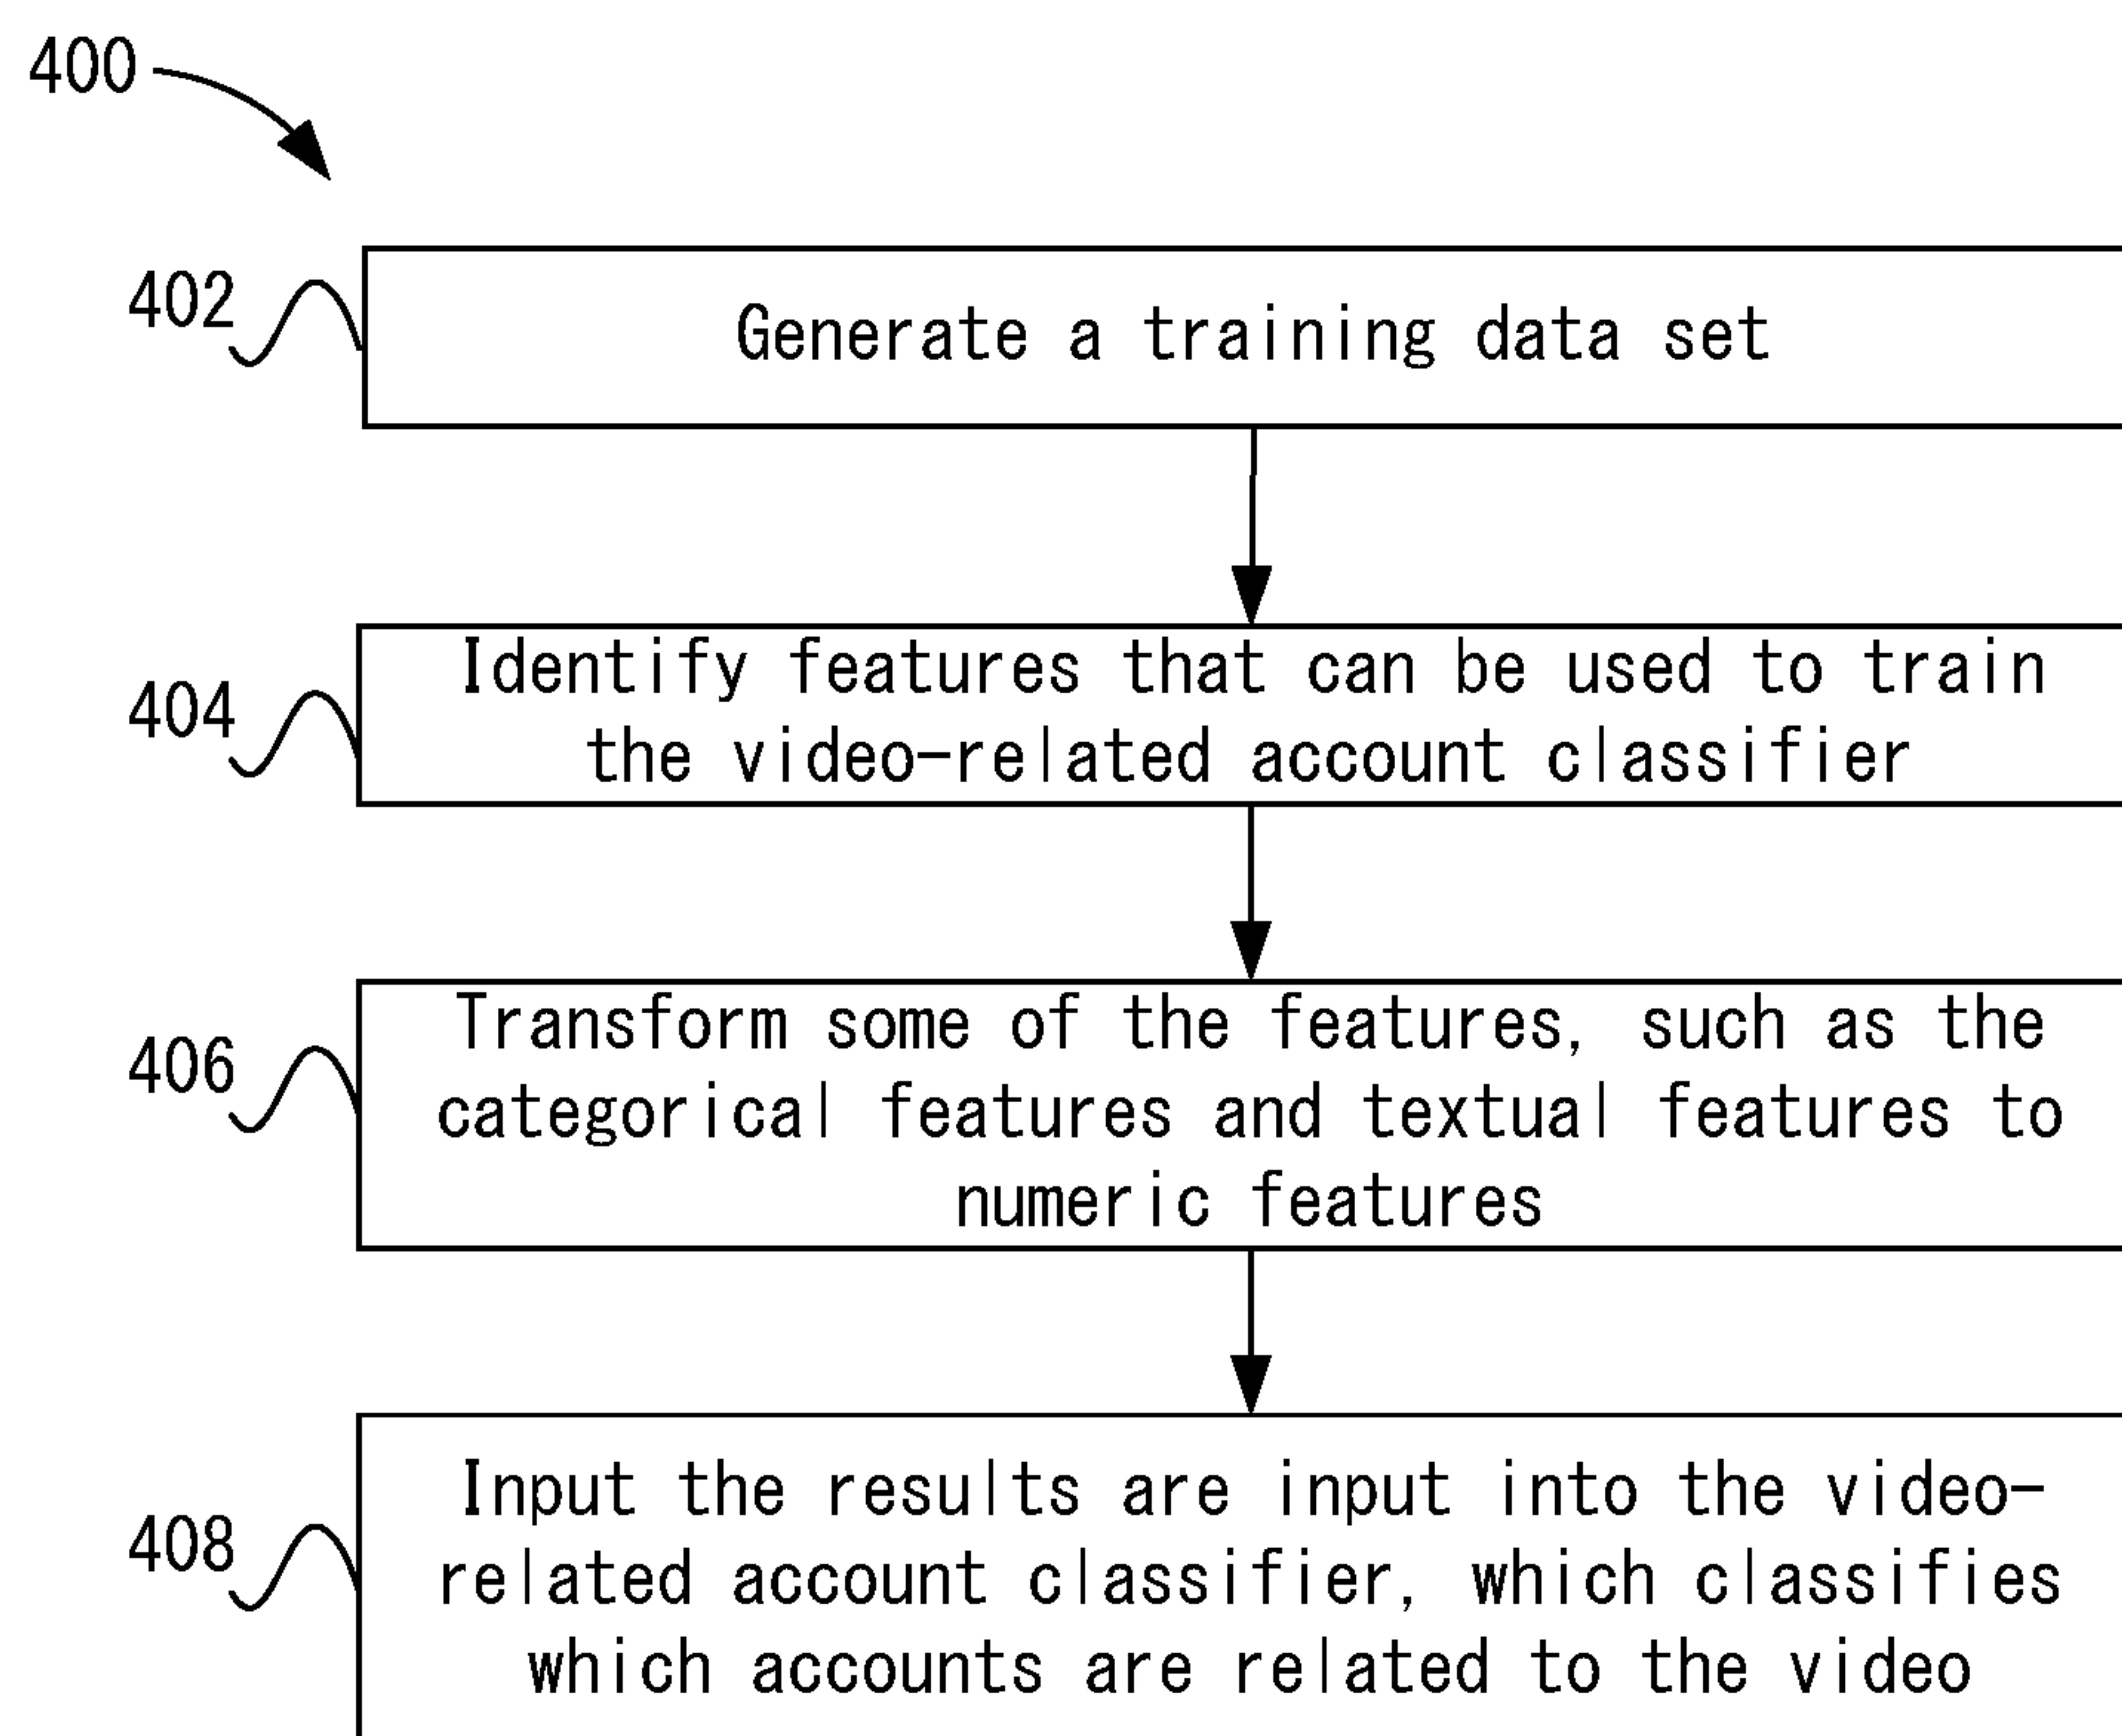 400
402
Generate a training data set
404
Identify features that can be used to train
the video-related account classifier
406
Transform some of the features, such as the
categorical features and textual features to
numeric features
408
Input the results are input into the video-
related account classifier, which classifies
which accounts are related to the video